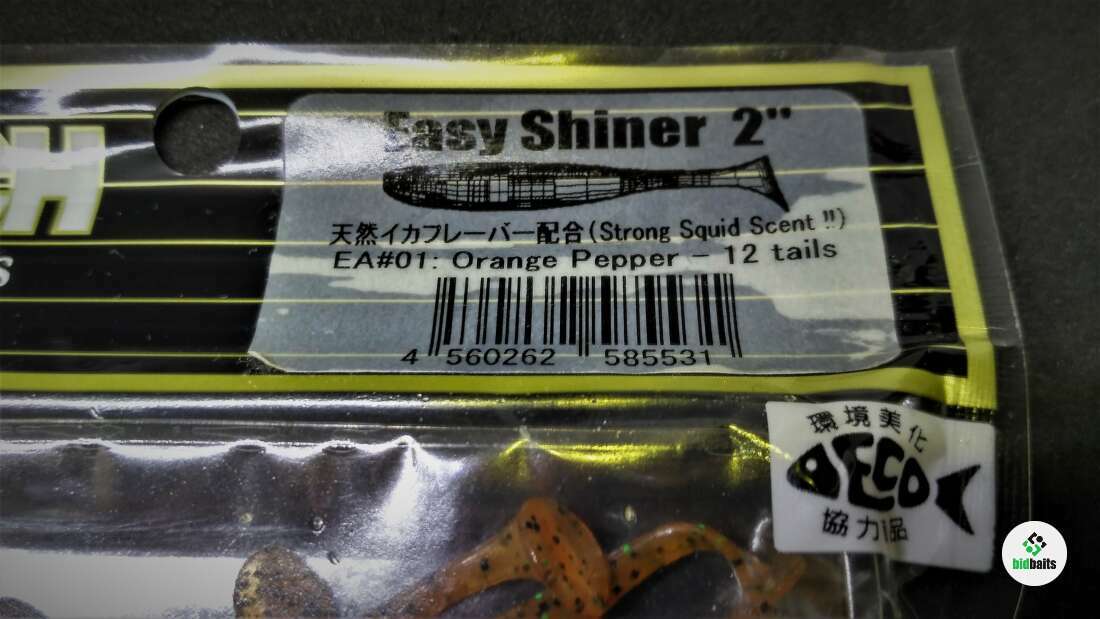 Easy Shiner 2"
天然イカフレーバー配合(Strong Squid Scent !!)
EA#01: Orange Pepper - 12 tails
4 560262 585531
環境美化
ECO
協力品
bidbaits